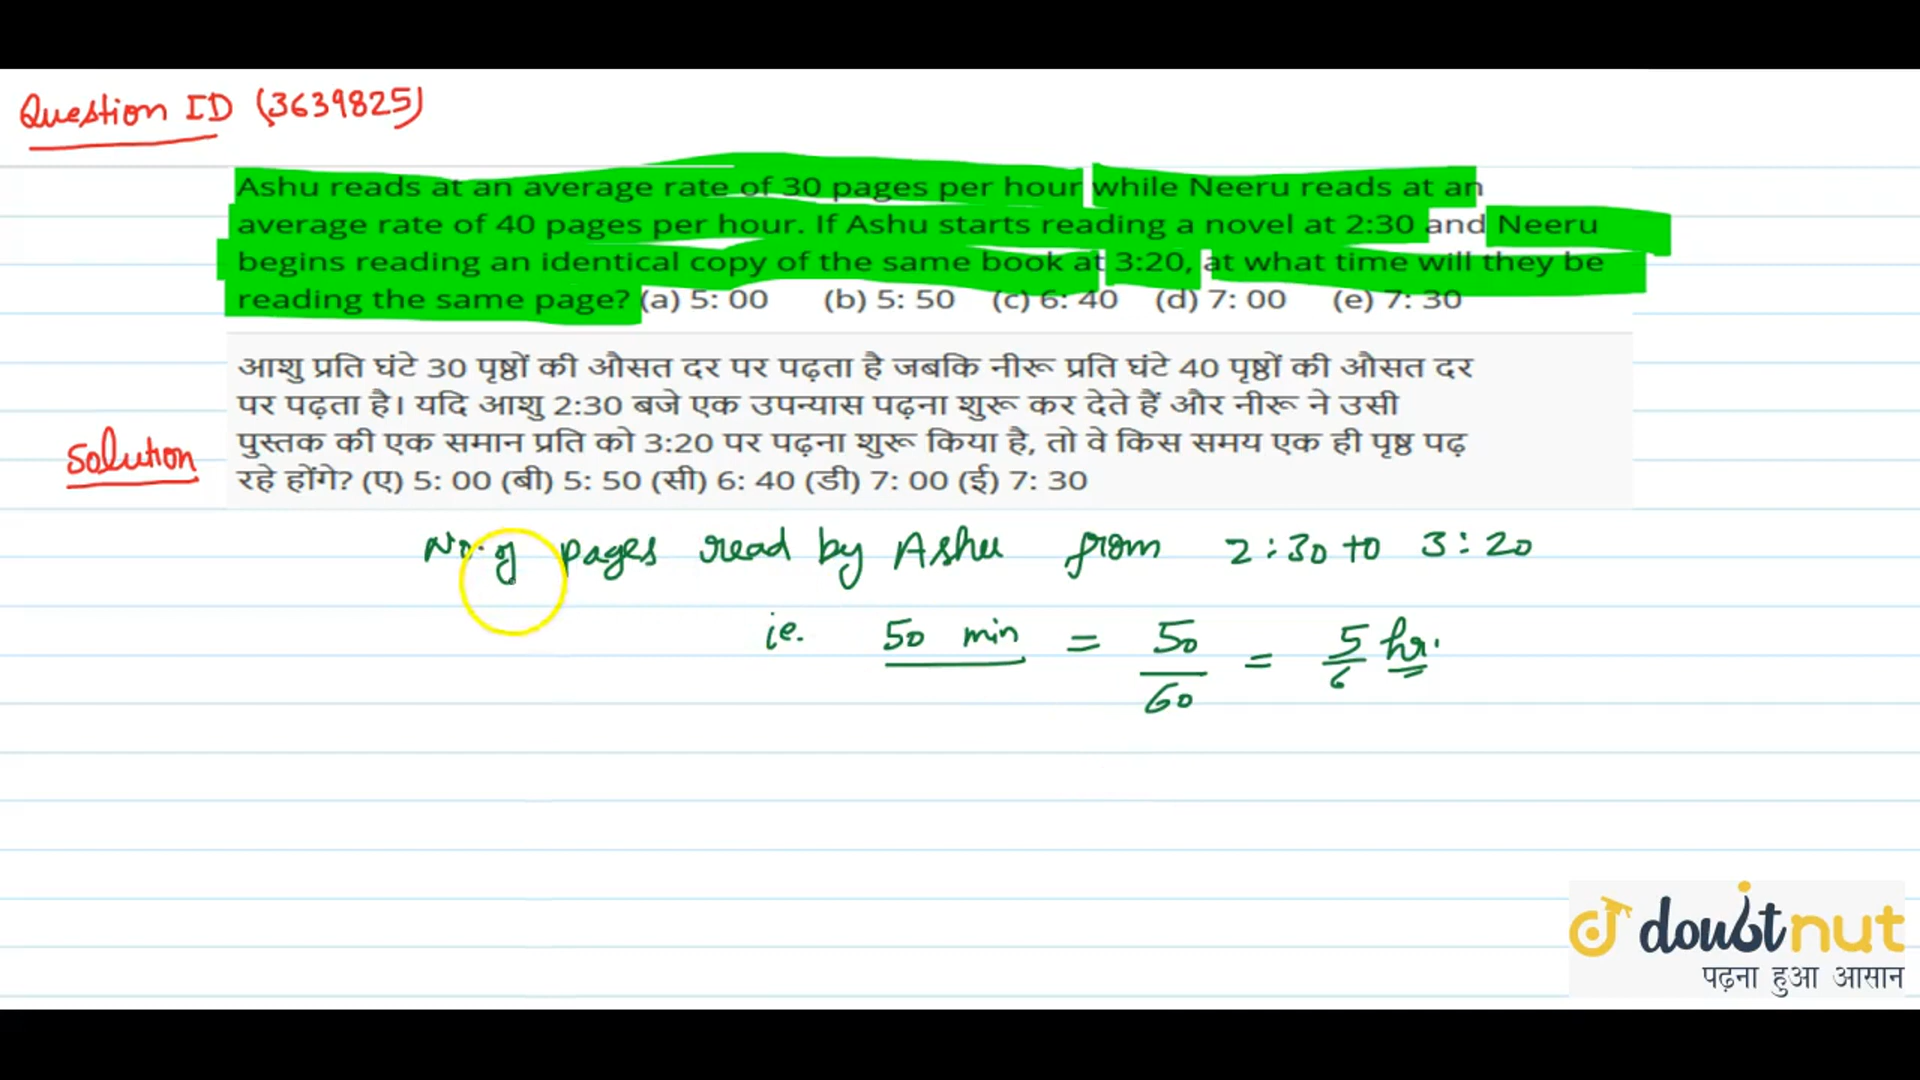 Question ID (3639825)
Ashu reads at an average rate of 30 pages per hour while Neeru reads at an
average rate of 40 pages per hour. If Ashu starts reading a novel at 2:30 and Neeru
begins reading an identical copy of the same book at 3:20, at what time will they be
reading the same page? (a) 5: 00 (b) 5: 50 (c) 6: 40 (d) 7: 00 (e) 7: 30
आशु प्रति घंटे 30 पृष्ठों की औसत दर पर पढ़ता है जबकि नीरू प्रति घंटे 40 पृष्ठों की औसत दर
पर पढ़ता है। यदि आशु 2:30 बजे एक उपन्यास पढ़ना शुरू कर देते हैं और नीरू ने उसी
पुस्तक की एक समान प्रति को 3:20 पर पढ़ना शुरू किया है, तो वे किस समय एक ही पृष्ठ पढ़
रहे होंगे? (ए) 5: 00 (बी) 5: 50 (सी) 6: 40 (डी) 7: 00 (ई) 7: 30
Solution
No. of pages read by Ashu from 2:30 to 3:20
ie. 50 min = 50/60 = 5/6 hr.
doubtnut
पढ़ना हुआ आसान